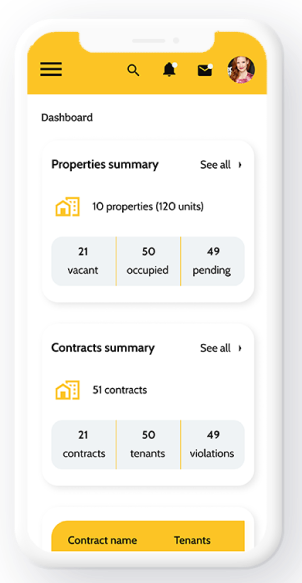 Dashboard
Properties summary See all
10 properties (120 units)
21 50 49
vacant occupied pending
Contracts summary See all
51 contracts
21 50 49
contracts tenants violations
Contract name Tenants